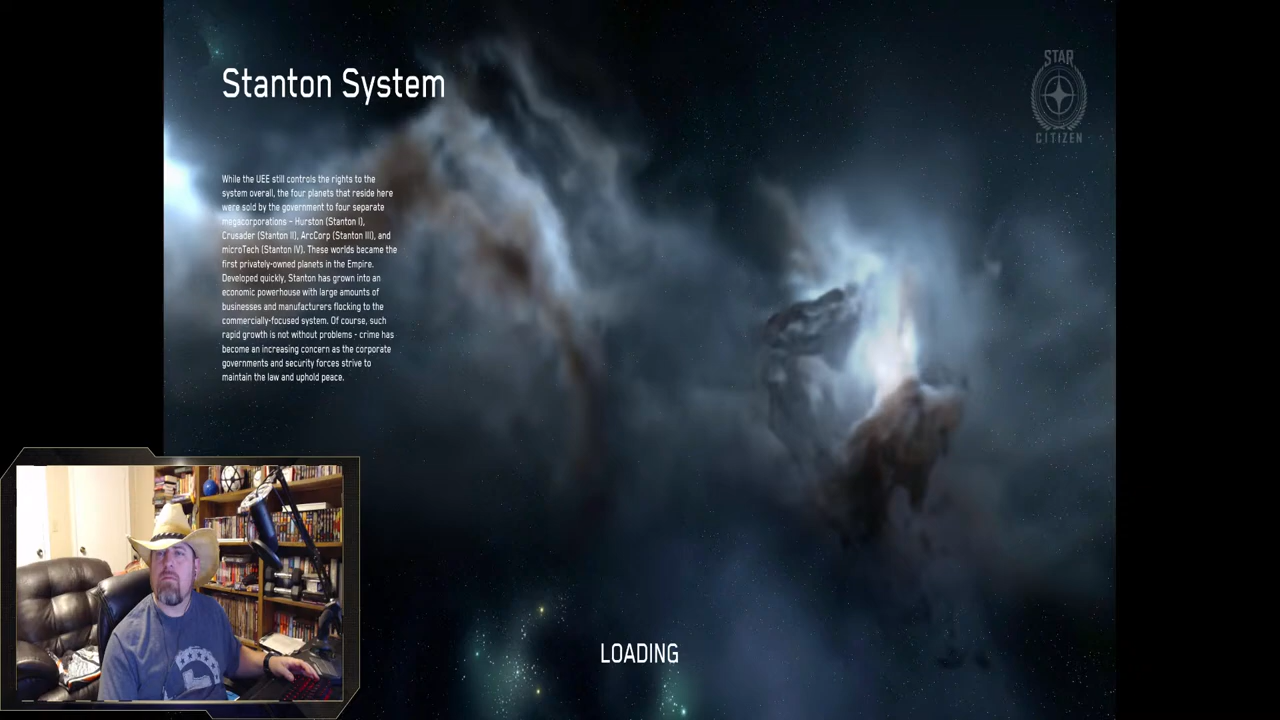 Stanton System
STAR
CITIZEN
While the UEE still controls the rights to the
system overall, the four planets that reside here
were sold by the government to four separate
megacorporations – Hurston (Stanton I),
Crusader (Stanton II), ArcCorp (Stanton III), and
microTech (Stanton IV). These worlds became the
first privately-owned planets in the Empire.
Developed quickly, Stanton has grown into an
economic powerhouse with large amounts of
businesses and manufacturers flocking to the
commercially-focused system. Of course, such
rapid growth is not without problems - crime has
become an increasing concern as the corporate
governments and security forces strive to
maintain the law and uphold peace.
LOADING